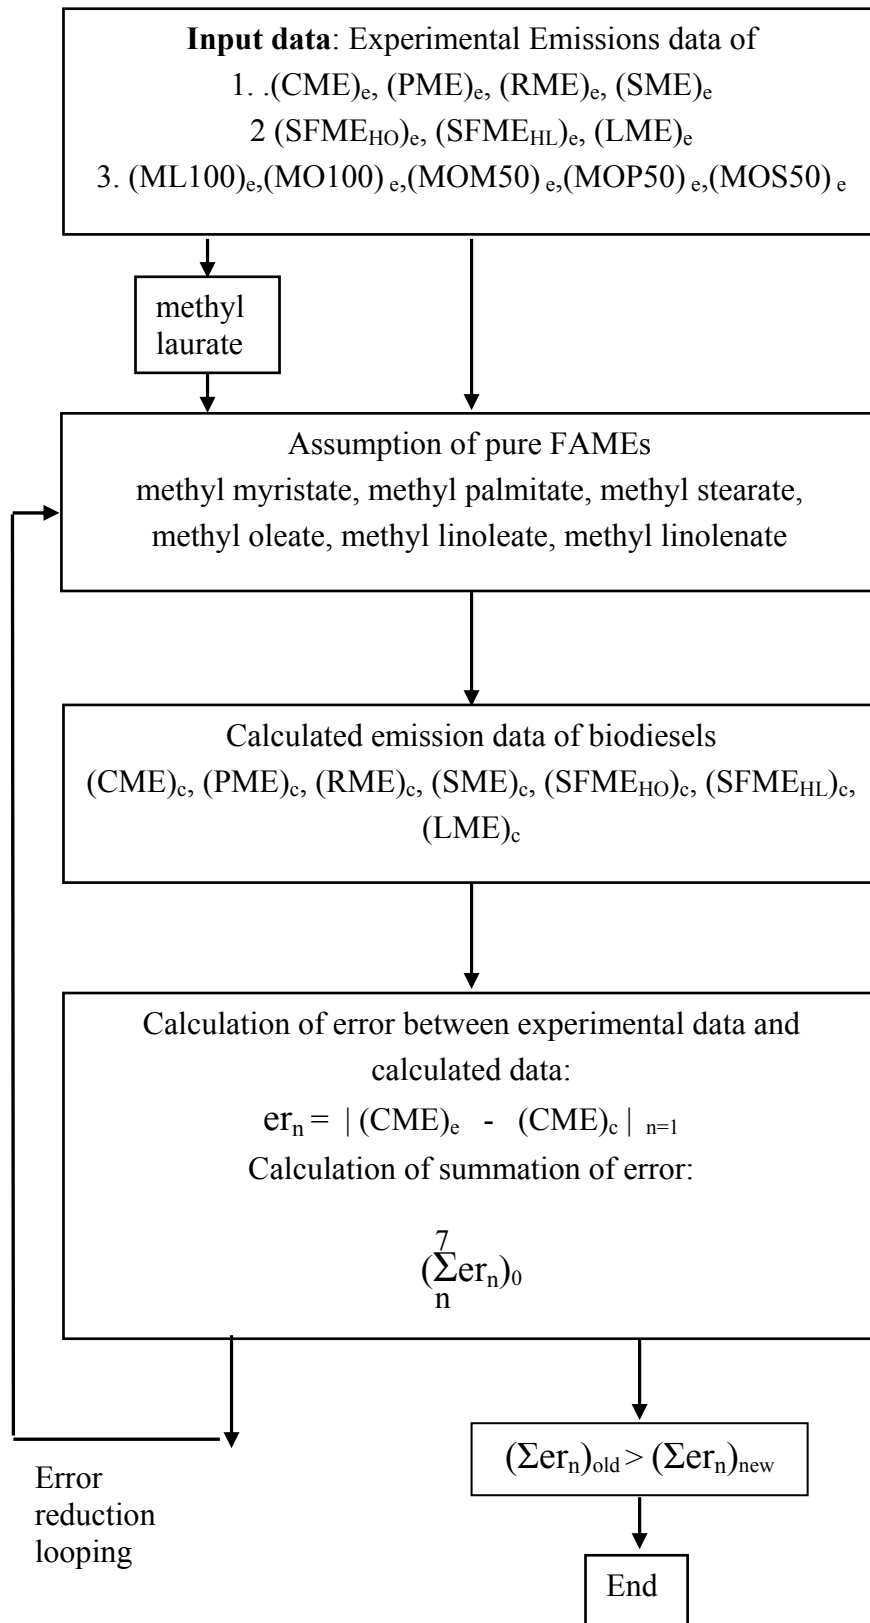 Input data: Experimental Emissions data of
1. .(CME)e, (PME)e, (RME)e, (SME)e
2 (SFMEHO)e, (SFMEHL)e, (LME)e
3. (ML100)e,(MO100) e,(MOM50) e,(MOP50) e,(MOS50) e
methyl
laurate
Assumption of pure FAMEs
methyl myristate, methyl palmitate, methyl stearate,
methyl oleate, methyl linoleate, methyl linolenate
Calculated emission data of biodiesels
(CME)c, (PME)c, (RME)c, (SME)c, (SFMEHO)c, (SFMEHL)c,
(LME)c
Calculation of error between experimental data and
calculated data:
ern = | (CME)e - (CME)c | n=1
Calculation of summation of error:
7
(Σern)0
n
(Σern)old > (Σern)new
Error
reduction
looping
End